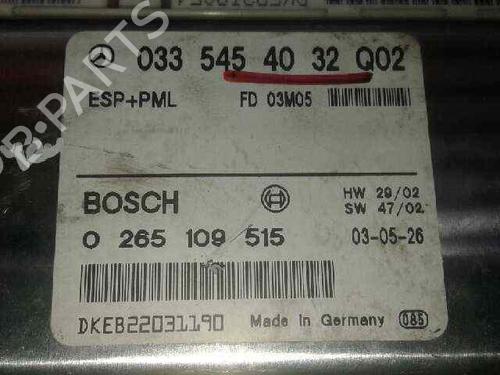 033 545 40 32 Q02
ESP+PML FD 03M05
BOSCH HW 29/02
SW 47/02
0 265 109 515 03-05-26
DKEB22031190 Made in Germany 085